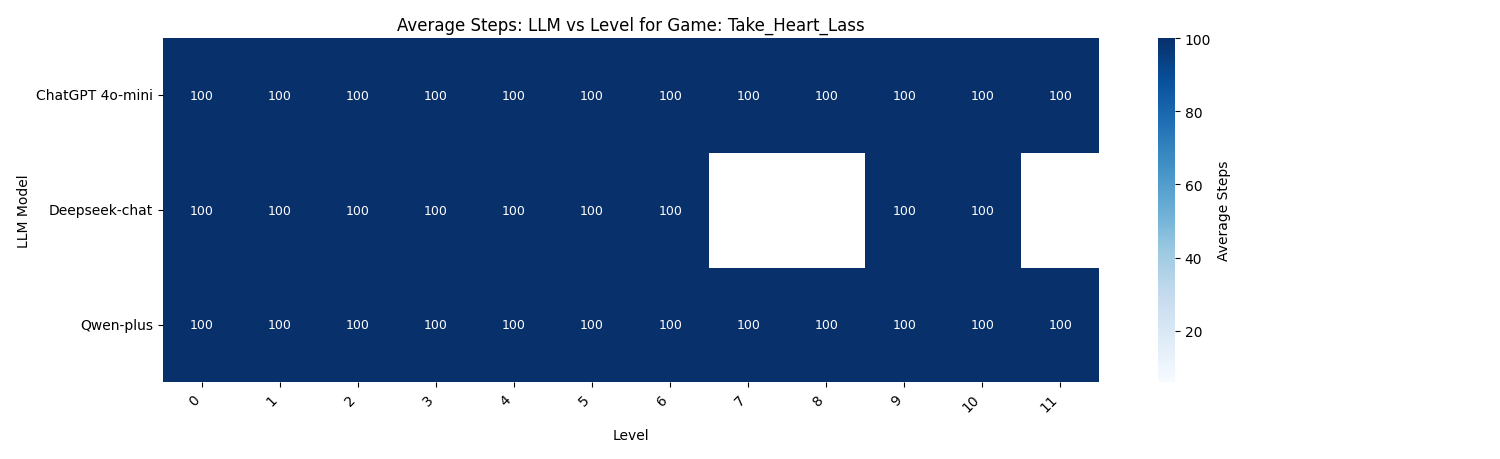 Average Steps: LLM vs Level for Game: Take_Heart_Lass
LLM Model
ChatGPT 4o-mini 100 100 100 100 100 100 100 100 100 100 100 100
Deepseek-chat 100 100 100 100 100 100 100 100 100
Qwen-plus 100 100 100 100 100 100 100 100 100 100 100 100
0 1 2 3 4 5 6 7 8 9 10 11
Level
100
80
60
40
20
Average Steps